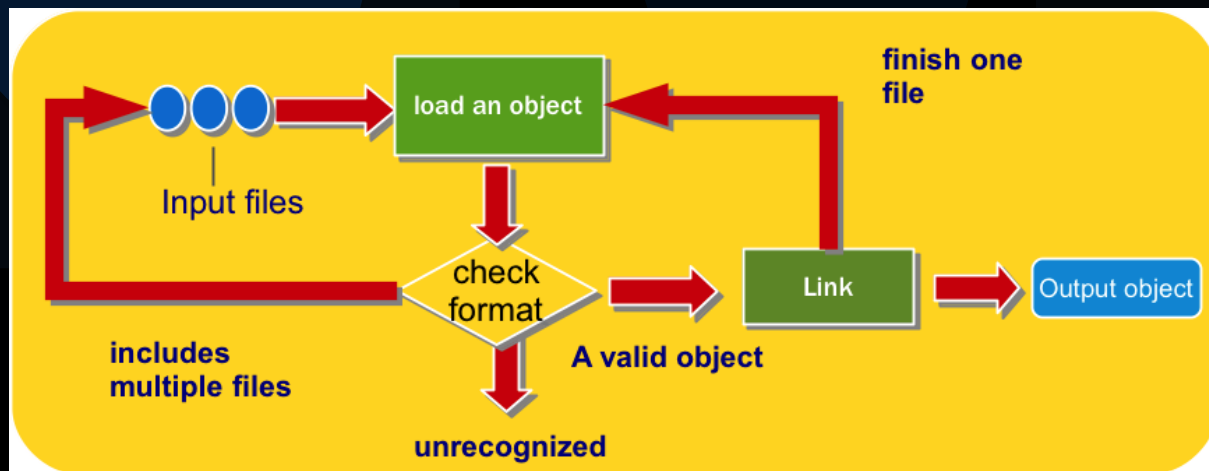 finish one
file
load an object
Input files
check
format
Link
Output object
A valid object
includes
multiple files
unrecognized